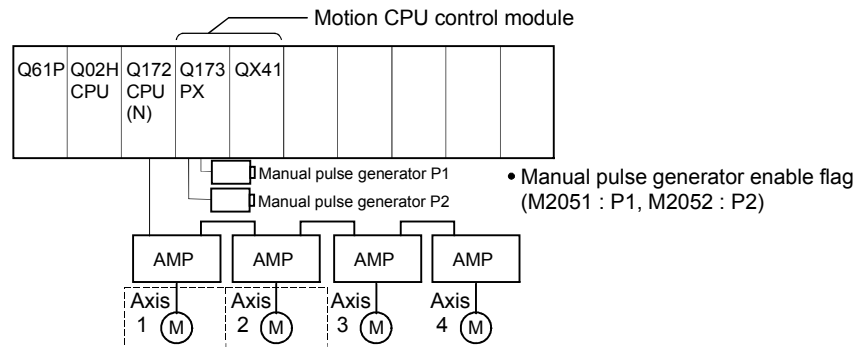 Motion CPU control module
Q61P Q02H CPU Q172 CPU (N) Q173 PX QX41
Manual pulse generator P1
Manual pulse generator P2
• Manual pulse generator enable flag
(M2051 : P1, M2052 : P2)
AMP AMP AMP AMP
Axis 1 M Axis 2 M Axis 3 M Axis 4 M